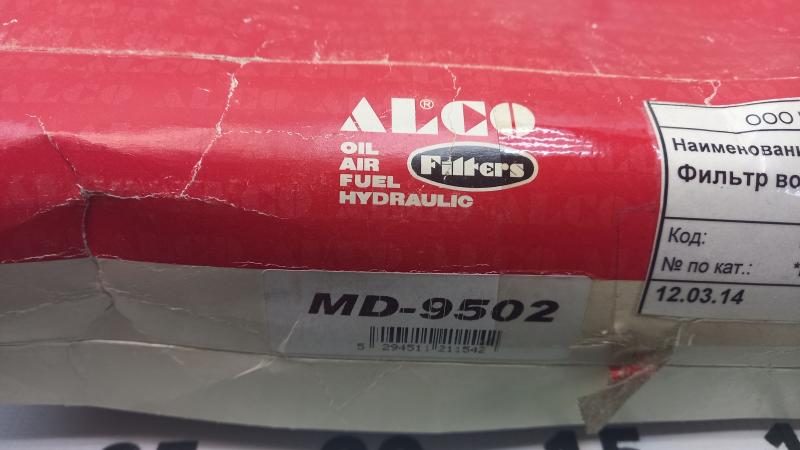 ALCO®
OIL
AIR
FUEL
HYDRAULIC
Filters
MD-9502
5 294511 211542
ООО
Наименовани
Фильтр во
Код:
№ по кат.:
12.03.14